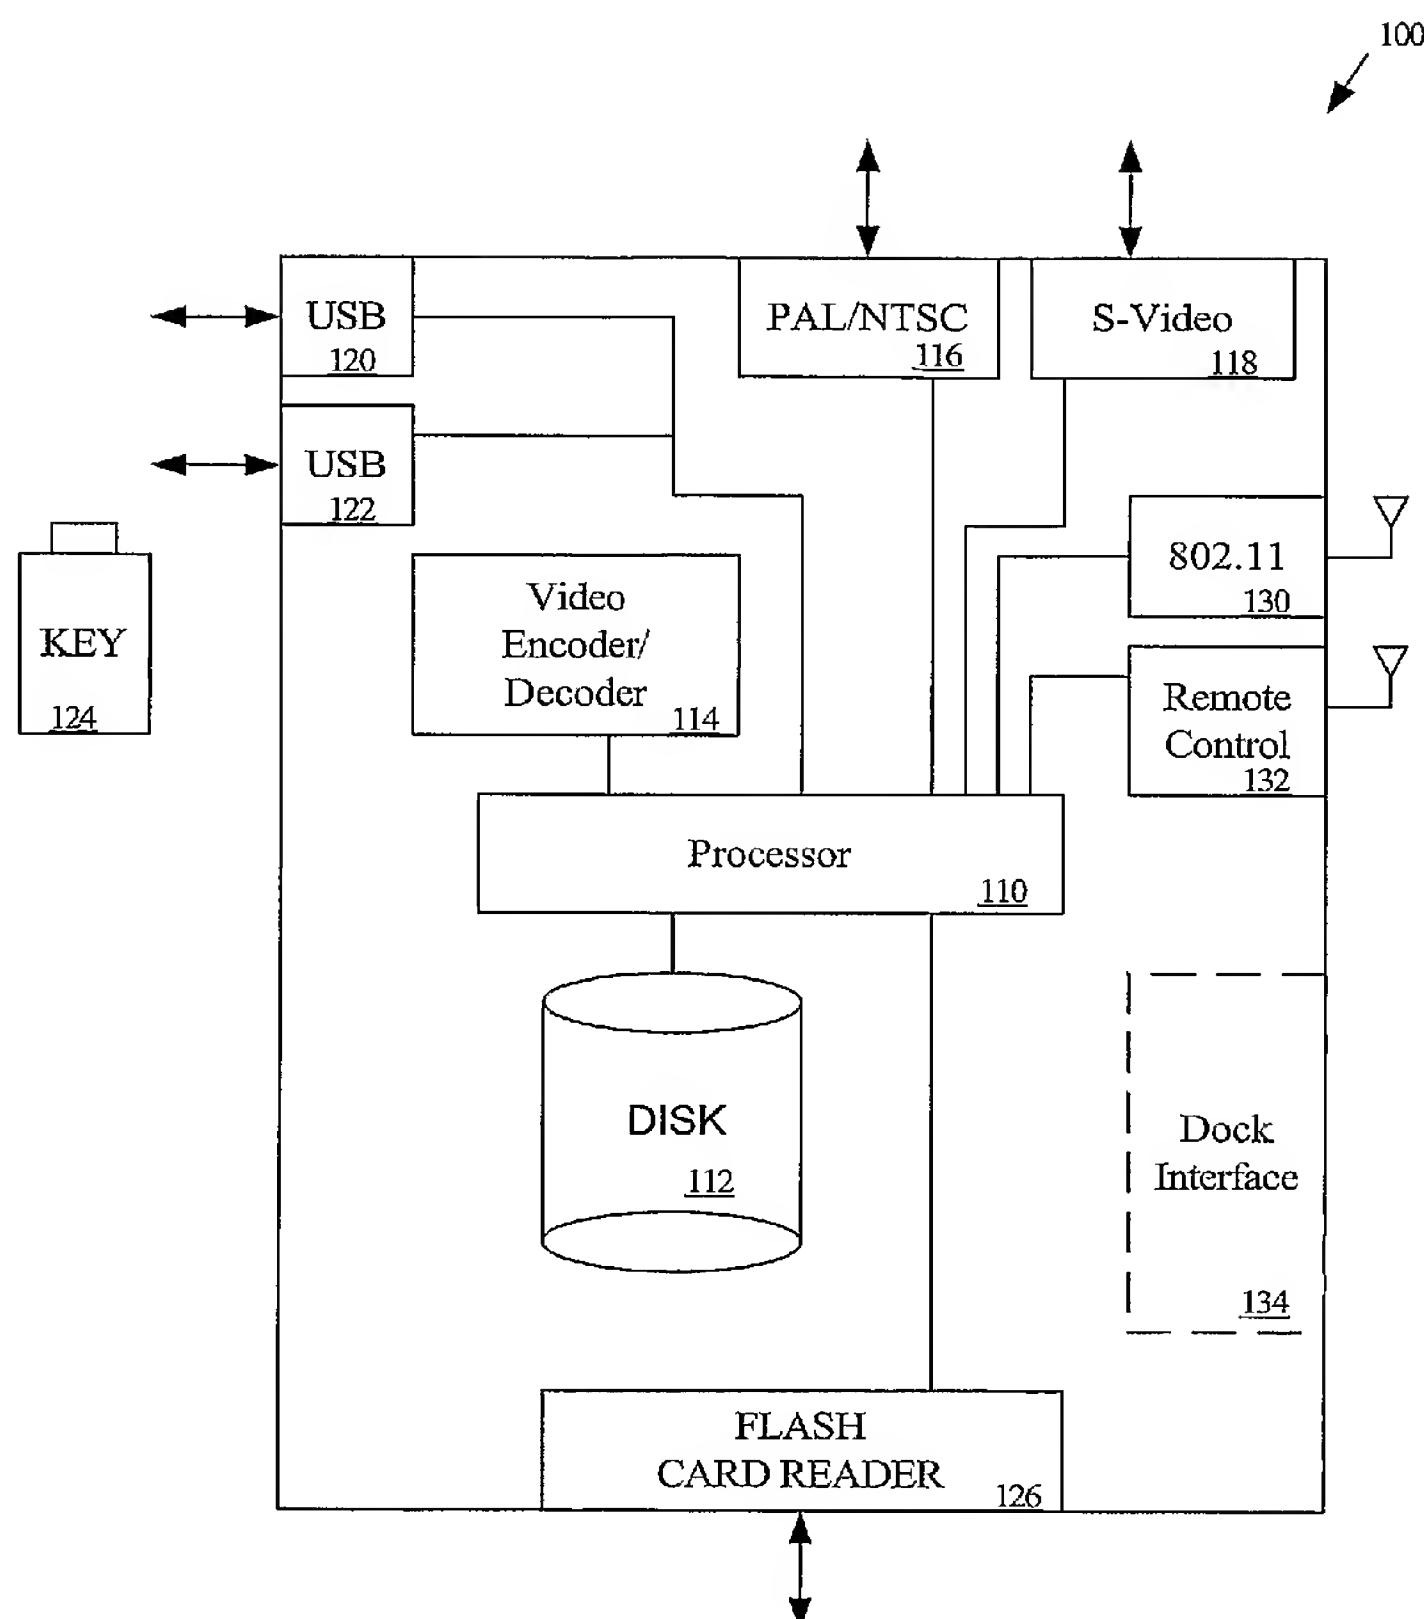 100
USB
120
PAL/NTSC
116
S-Video
118
USB
122
KEY
124
Video
Encoder/
Decoder
114
802.11
130
Remote
Control
132
Processor
110
DISK
112
Dock
Interface
134
FLASH
CARD READER
126